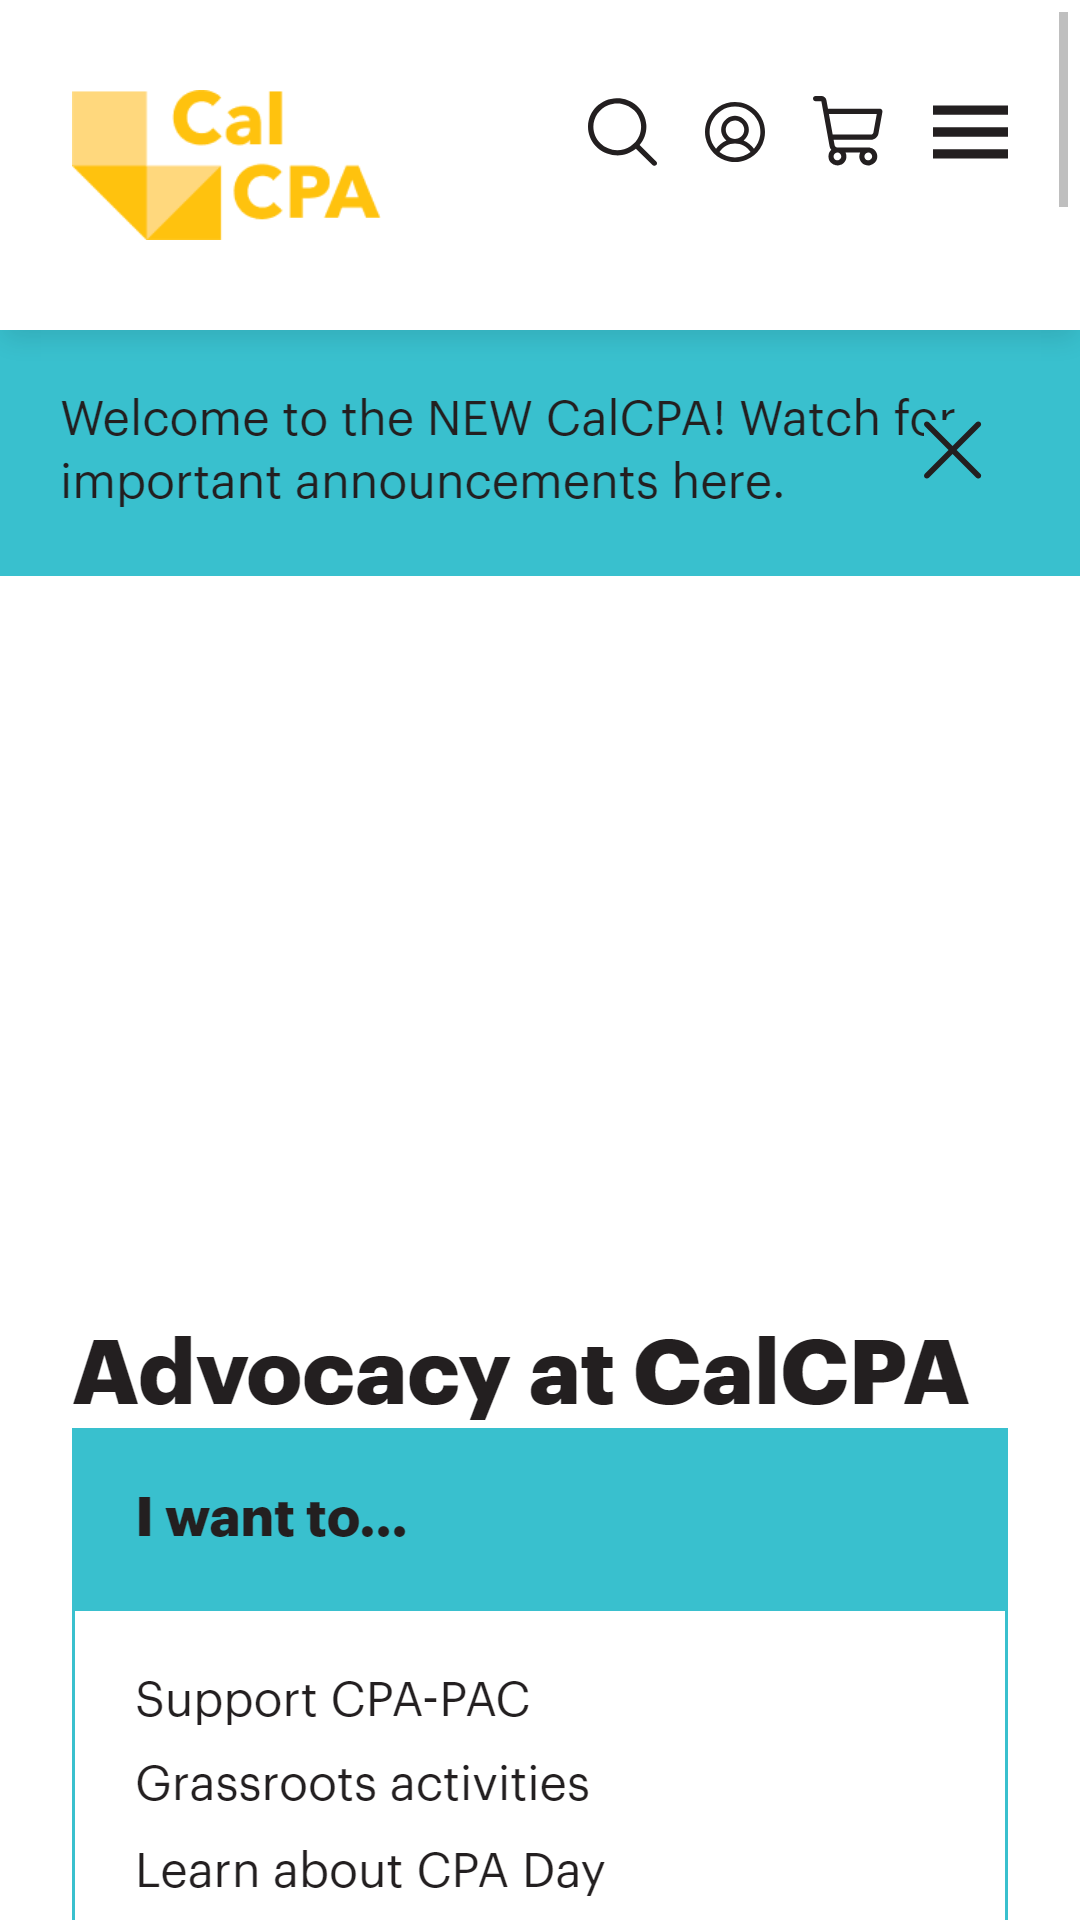 Cal
CPA
Welcome to the NEW CalCPA! Watch for
important announcements here.
Advocacy at CalCPA
I want to...
Support CPA-PAC
Grassroots activities
Learn about CPA Day